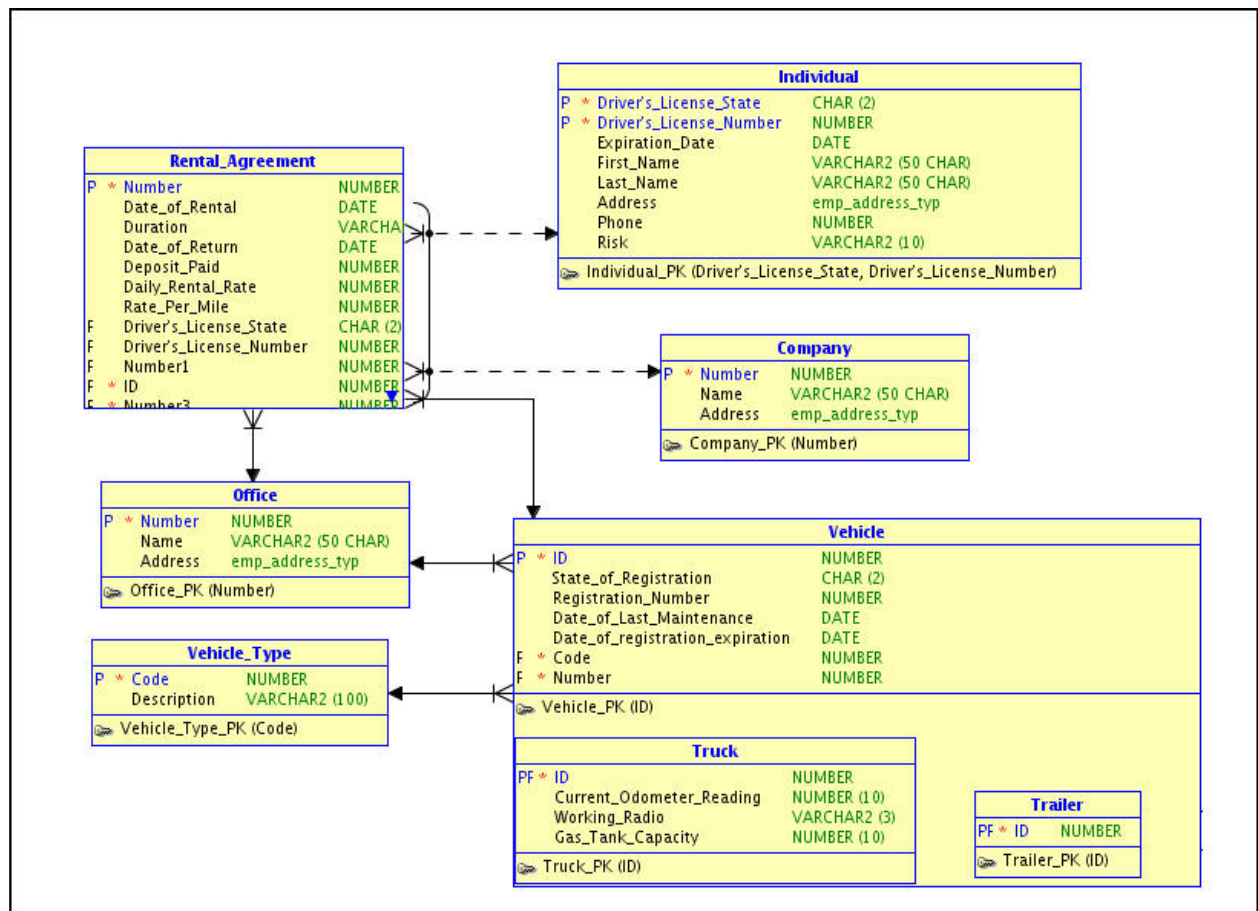 Individual
P * Driver's_License_State CHAR (2)
P * Driver's_License_Number NUMBER
Expiration_Date DATE
First_Name VARCHAR2 (50 CHAR)
Last_Name VARCHAR2 (50 CHAR)
Address emp_address_typ
Phone NUMBER
Risk VARCHAR2 (10)
Individual_PK (Driver's_License_State, Driver's_License_Number)
Rental_Agreement
P * Number NUMBER
Date_of_Rental DATE
Duration VARCHA
Date_of_Return DATE
Deposit_Paid NUMBER
Daily_Rental_Rate NUMBER
Rate_Per_Mile NUMBER
F Driver's_License_State CHAR (2)
F Driver's_License_Number NUMBER
F Number1 NUMBER
F * ID NUMBER
F * Number3 NUMBER
Company
P * Number NUMBER
Name VARCHAR2 (50 CHAR)
Address emp_address_typ
Company_PK (Number)
Office
P * Number NUMBER
Name VARCHAR2 (50 CHAR)
Address emp_address_typ
Office_PK (Number)
Vehicle
P * ID NUMBER
State_of_Registration CHAR (2)
Registration_Number NUMBER
Date_of_Last_Maintenance DATE
Date_of_registration_expiration DATE
F * Code NUMBER
F * Number NUMBER
Vehicle_PK (ID)
Vehicle_Type
P * Code NUMBER
Description VARCHAR2 (100)
Vehicle_Type_PK (Code)
Truck
PF * ID NUMBER
Current_Odometer_Reading NUMBER (10)
Working_Radio VARCHAR2 (3)
Gas_Tank_Capacity NUMBER (10)
Truck_PK (ID)
Trailer
PF * ID NUMBER
Trailer_PK (ID)